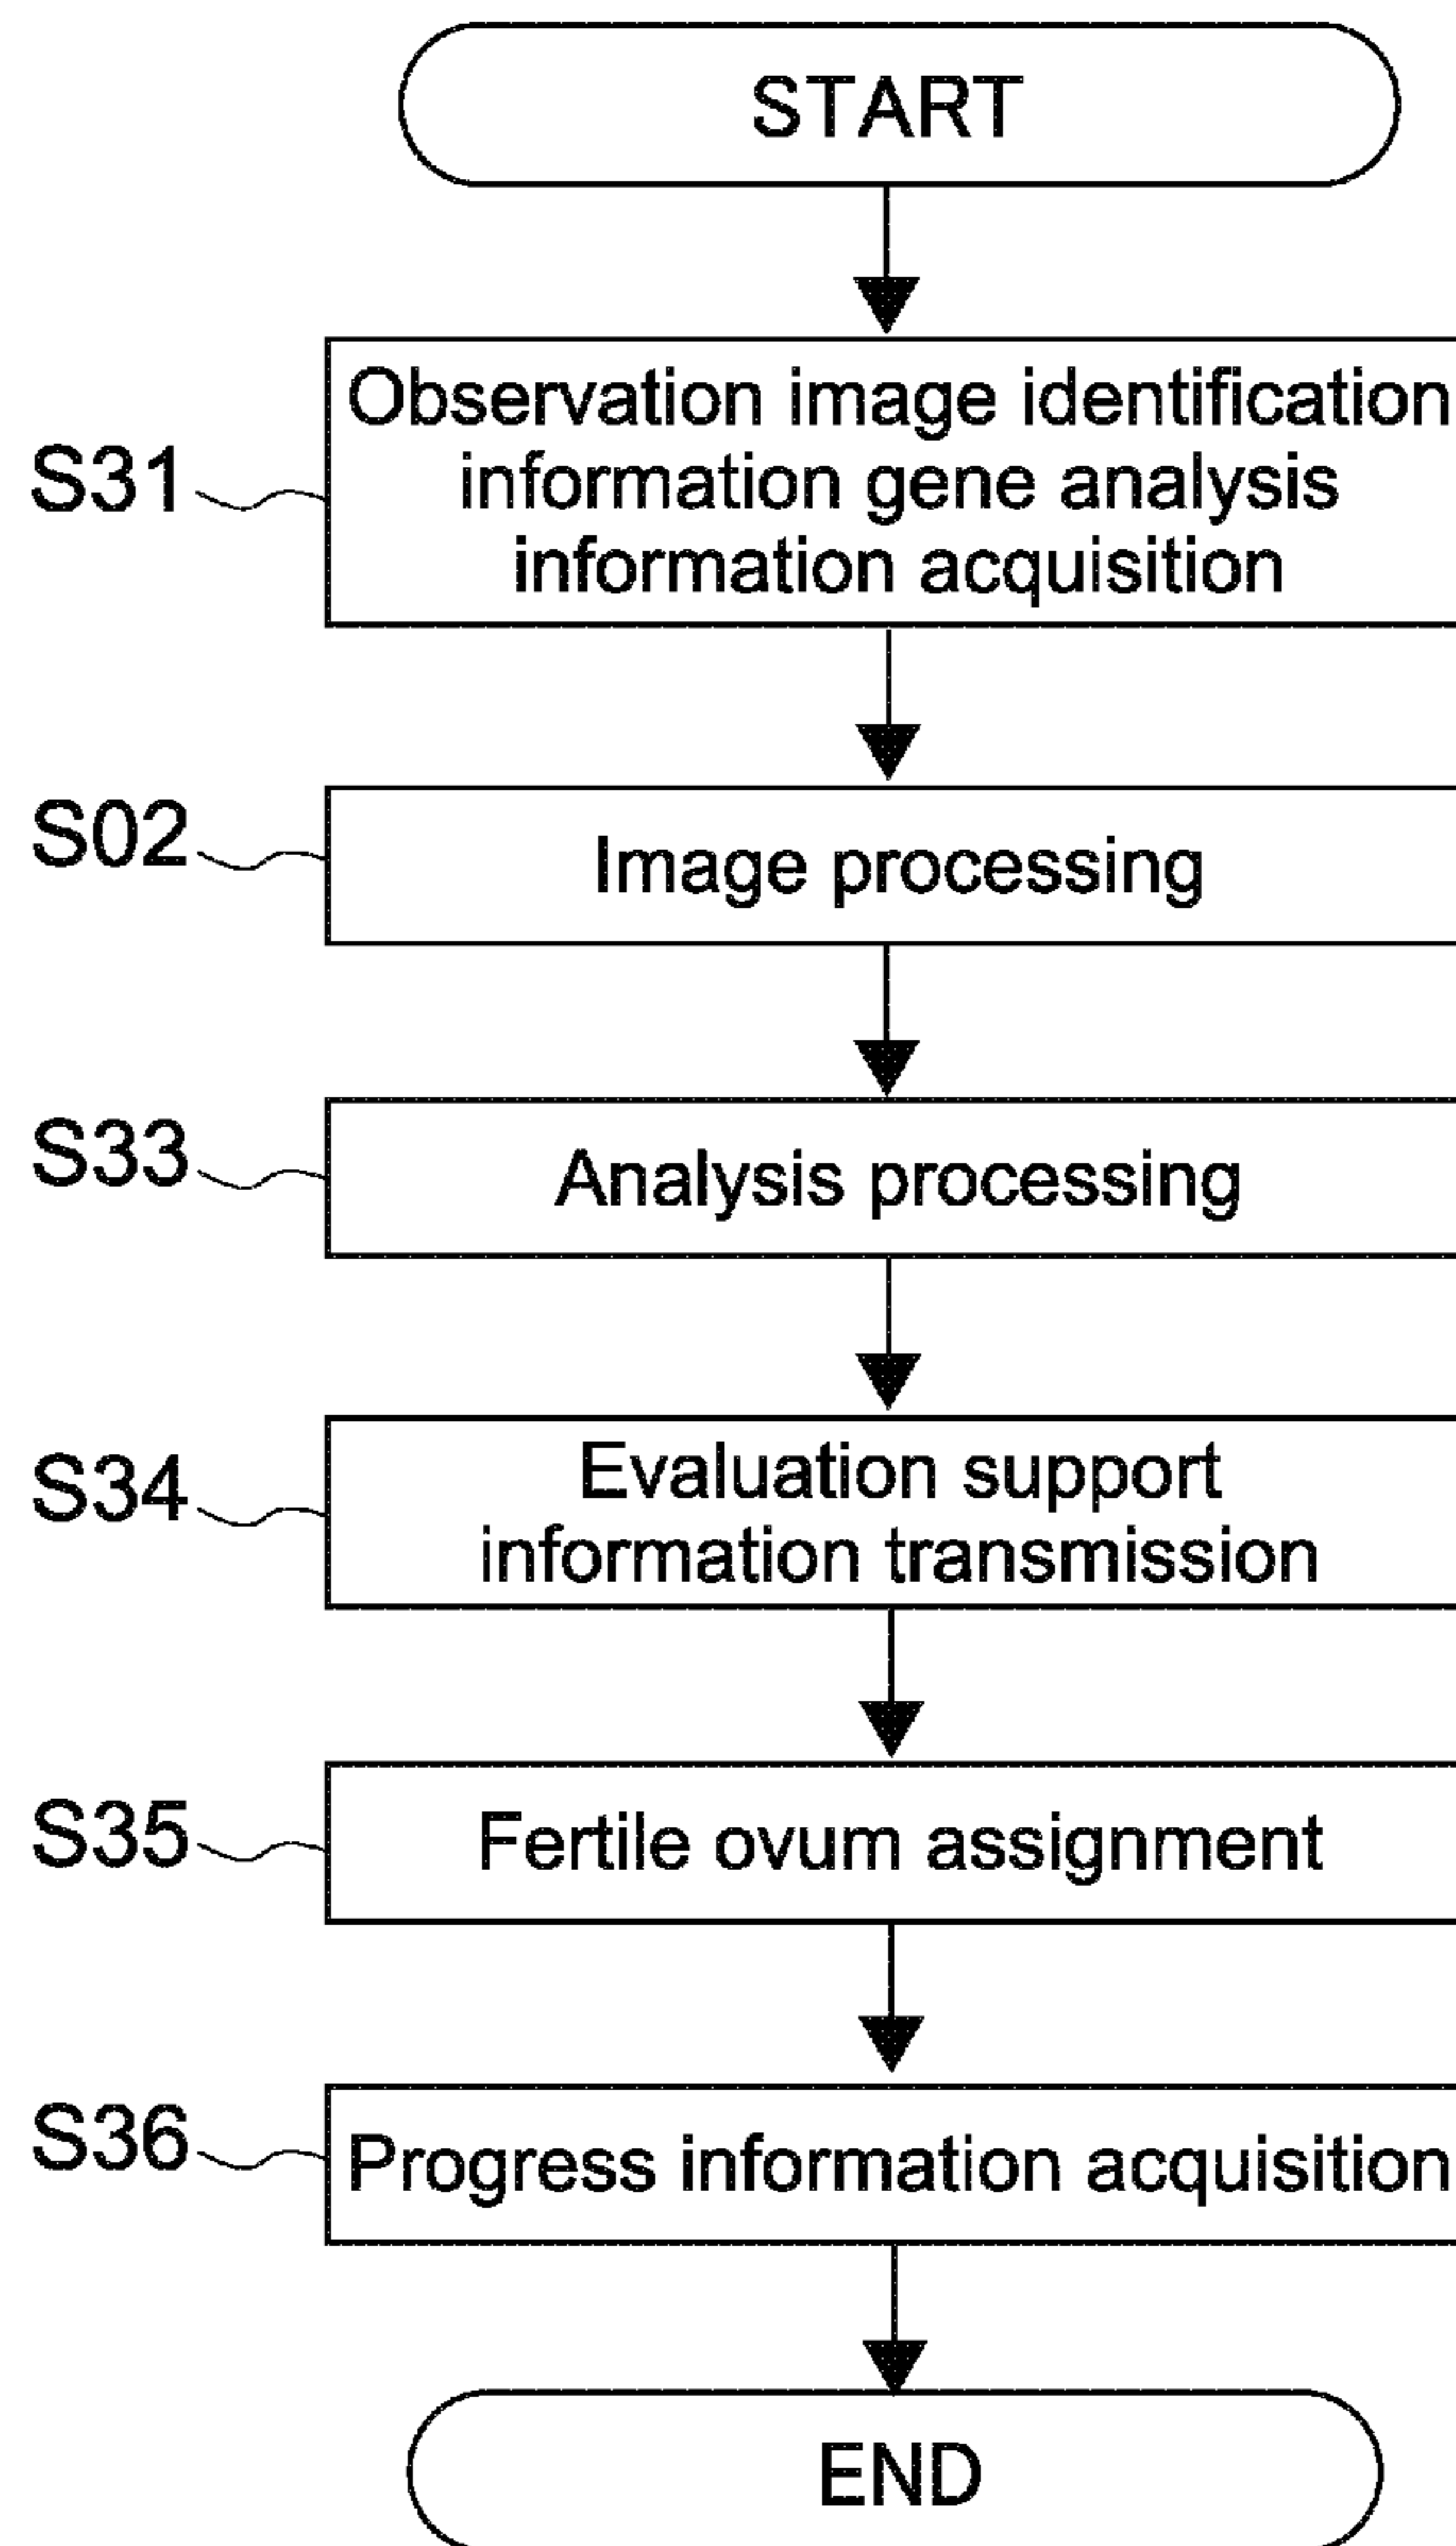 START
S31
Observation image identification
information gene analysis
information acquisition
S02
Image processing
S33
Analysis processing
S34
Evaluation support
information transmission
S35
Fertile ovum assignment
S36
Progress information acquisition
END